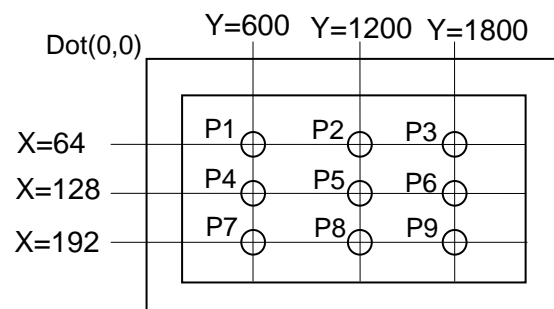 Y=600 Y=1200 Y=1800
Dot(0,0)
X=64 P1 P2 P3
X=128 P4 P5 P6
X=192 P7 P8 P9